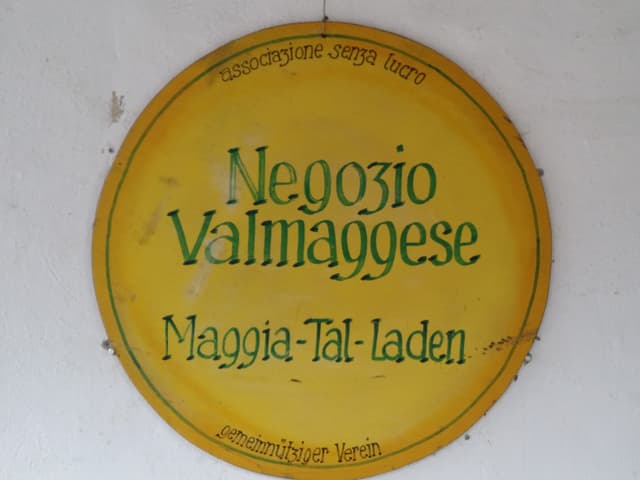 associazione senza lucro
Negozio
Valmaggese
Maggia-Tal-Laden
gemeinnütziger Verein